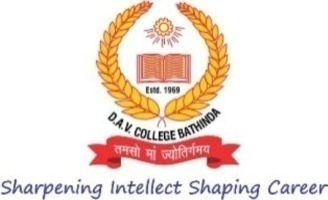 Estd. 1969
D.A.V. COLLEGE BATHINDA
तमसो मां ज्योतिर्गमय
Sharpening Intellect Shaping Career